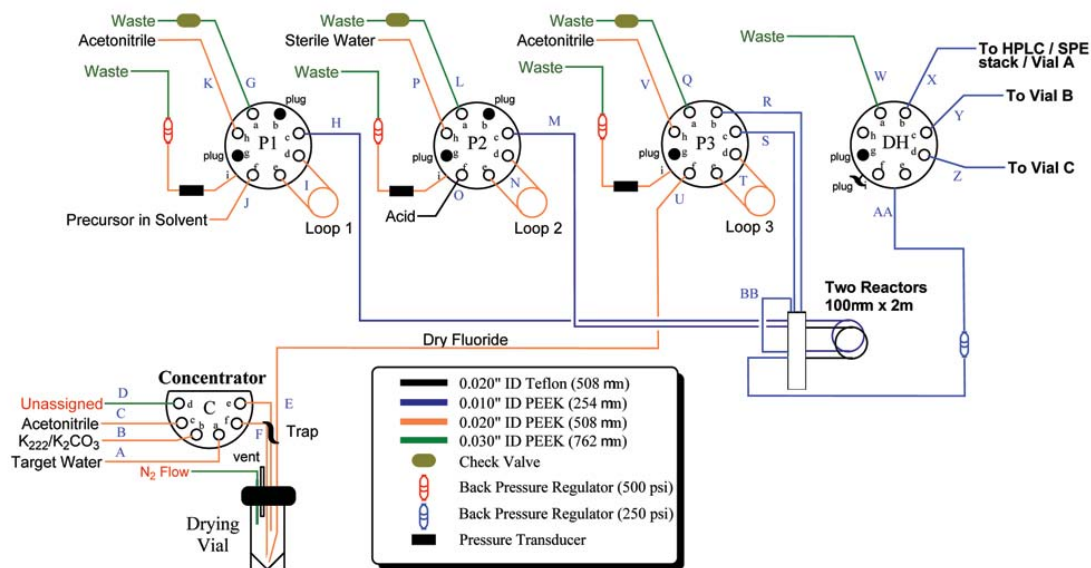 Waste
Acetonitrile
Waste
K
G
H
plug
a
b
h
c
P1
plug
g
d
i
f
e
I
J
Precursor in Solvent
Loop 1
Waste
Sterile Water
Waste
P
L
M
plug
a
b
h
c
P2
plug
g
d
i
f
e
N
O
Acid
Loop 2
Waste
Acetonitrile
Waste
V
Q
R
S
a
b
h
c
P3
plug
g
d
i
f
e
T
U
Loop 3
Waste
W
X
To HPLC / SPE
stack / Vial A
Y
To Vial B
Z
To Vial C
a
b
h
c
DH
g
d
f
e
plug
plug
i
AA
BB
Two Reactors
100mm x 2m
Dry Fluoride
Concentrator
Unassigned
D
d
C
e
E
Acetonitrile
C
c
b
a
f
F
Trap
K222/K2CO3
B
Target Water
A
vent
N2 Flow
Drying
Vial
0.020" ID Teflon (508 mm)
0.010" ID PEEK (254 mm)
0.020" ID PEEK (508 mm)
0.030" ID PEEK (762 mm)
Check Valve
Back Pressure Regulator (500 psi)
Back Pressure Regulator (250 psi)
Pressure Transducer